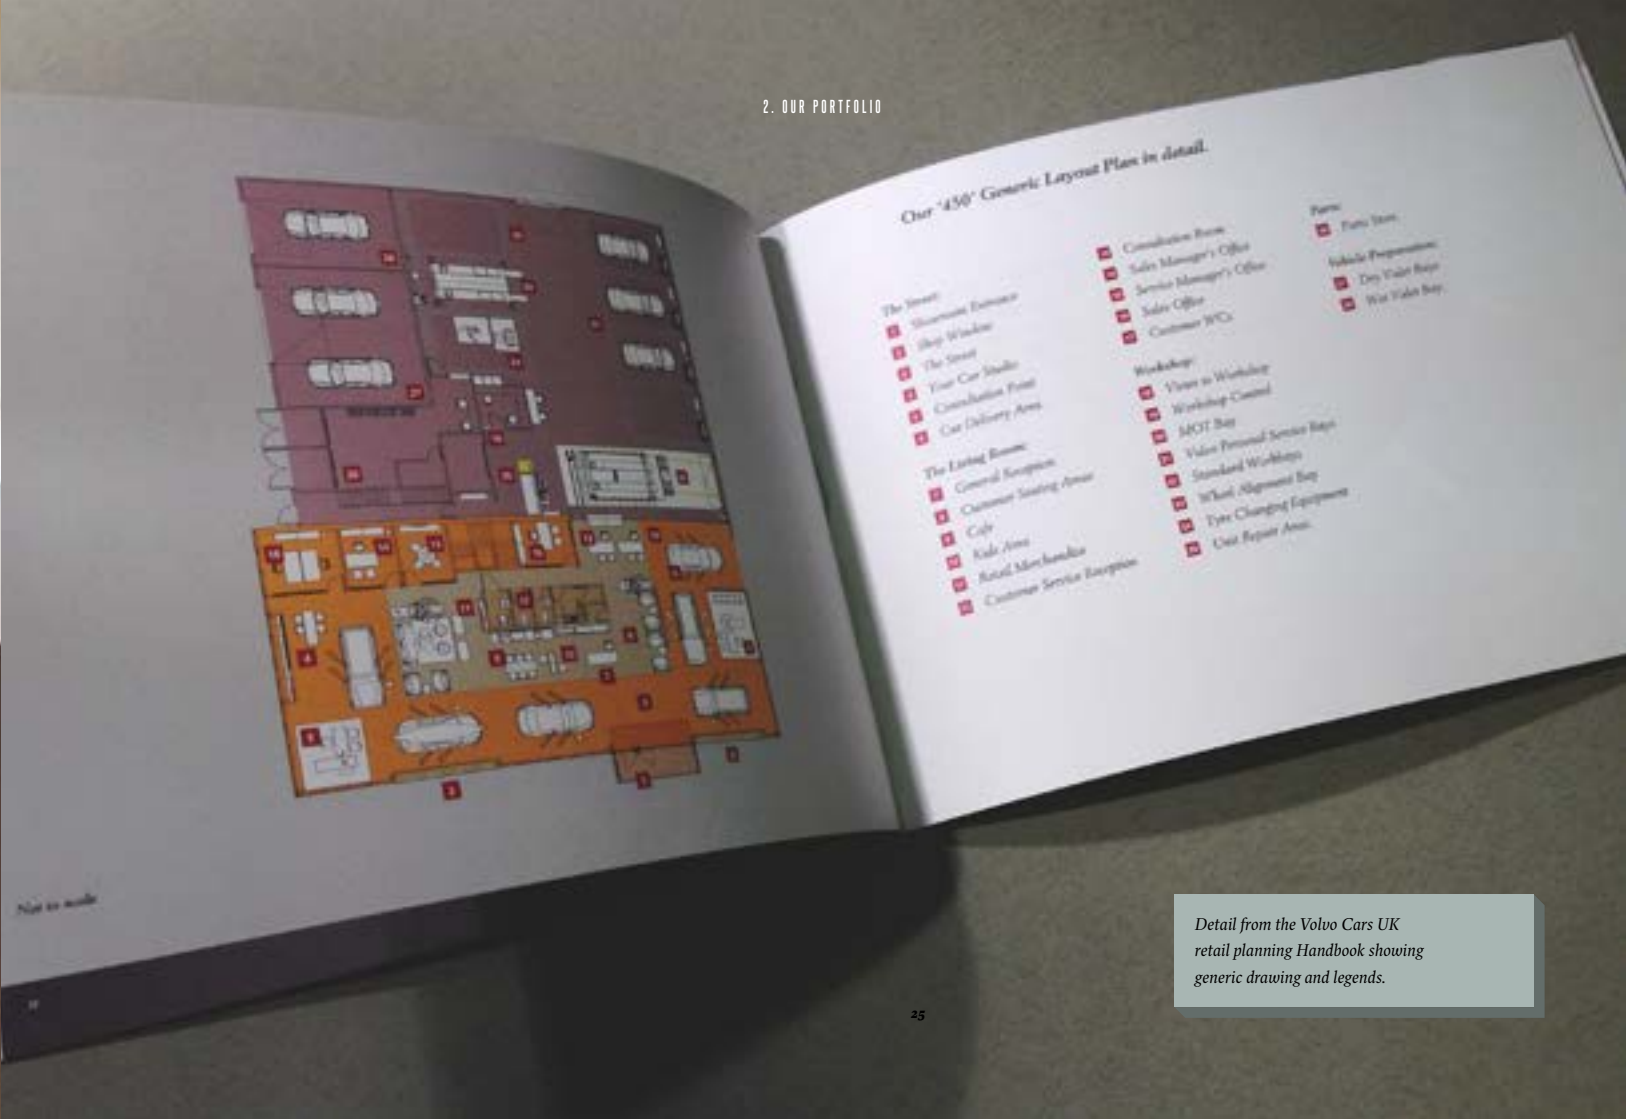 2. OUR PORTFOLIO
Our '450' Generic Layout Plan in detail.
The Street:
Showroom Entrance
Shop Window
The Street
Your Car Studio
Consultation Point
Car Delivery Area
The Living Room:
General Reception
Customer Seating Areas
Cafe
Kids Area
Retail Merchandise
Customer Service Reception
Consultation Room
Sales Manager's Office
Service Manager's Office
Sales Office
Customer WCs
Workshop:
Viewer to Workshop
Workshop Control
MOT Bay
Volvo Personal Service Bays
Standard Workbays
Wheel Alignment Bay
Tyre Changing Equipment
Unit Repair Area
Parts:
Parts Store
Vehicle Preparation:
Dry Valet Bays
Wet Valet Bay
Not to scale
Detail from the Volvo Cars UK
retail planning Handbook showing
generic drawing and legends.
25